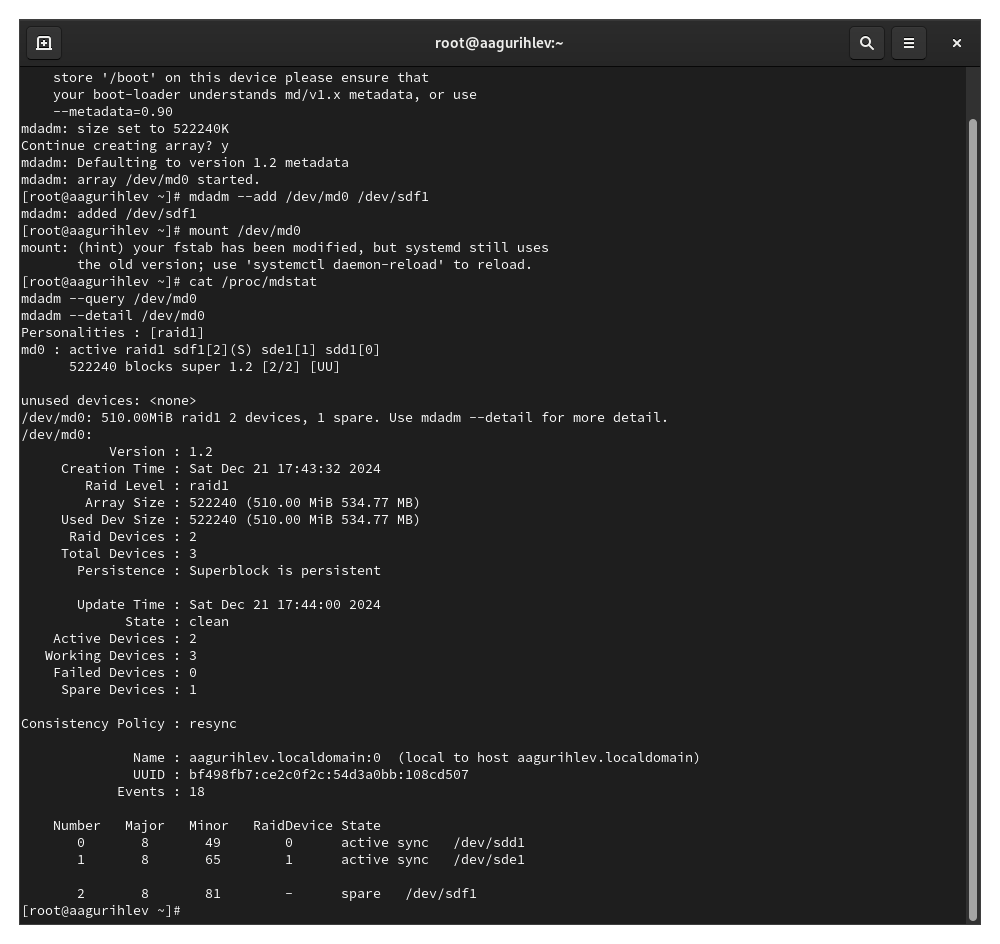 root@aagurihlev:~
    store '/boot' on this device please ensure that
    your boot-loader understands md/v1.x metadata, or use
    --metadata=0.90
mdadm: size set to 522240K
Continue creating array? y
mdadm: Defaulting to version 1.2 metadata
mdadm: array /dev/md0 started.
[root@aagurihlev ~]# mdadm --add /dev/md0 /dev/sdf1
mdadm: added /dev/sdf1
[root@aagurihlev ~]# mount /dev/md0
mount: (hint) your fstab has been modified, but systemd still uses
       the old version; use 'systemctl daemon-reload' to reload.
[root@aagurihlev ~]# cat /proc/mdstat
mdadm --query /dev/md0
mdadm --detail /dev/md0
Personalities : [raid1]
md0 : active raid1 sdf1[2](S) sde1[1] sdd1[0]
      522240 blocks super 1.2 [2/2] [UU]

unused devices: <none>
/dev/md0: 510.00MiB raid1 2 devices, 1 spare. Use mdadm --detail for more detail.
/dev/md0:
           Version : 1.2
     Creation Time : Sat Dec 21 17:43:32 2024
        Raid Level : raid1
        Array Size : 522240 (510.00 MiB 534.77 MB)
     Used Dev Size : 522240 (510.00 MiB 534.77 MB)
      Raid Devices : 2
     Total Devices : 3
       Persistence : Superblock is persistent

       Update Time : Sat Dec 21 17:44:00 2024
             State : clean
    Active Devices : 2
   Working Devices : 3
    Failed Devices : 0
     Spare Devices : 1

Consistency Policy : resync

              Name : aagurihlev.localdomain:0  (local to host aagurihlev.localdomain)
              UUID : bf498fb7:ce2c0f2c:54d3a0bb:108cd507
            Events : 18

    Number   Major   Minor   RaidDevice State
       0       8       49        0      active sync   /dev/sdd1
       1       8       65        1      active sync   /dev/sde1

       2       8       81        -      spare   /dev/sdf1
[root@aagurihlev ~]#